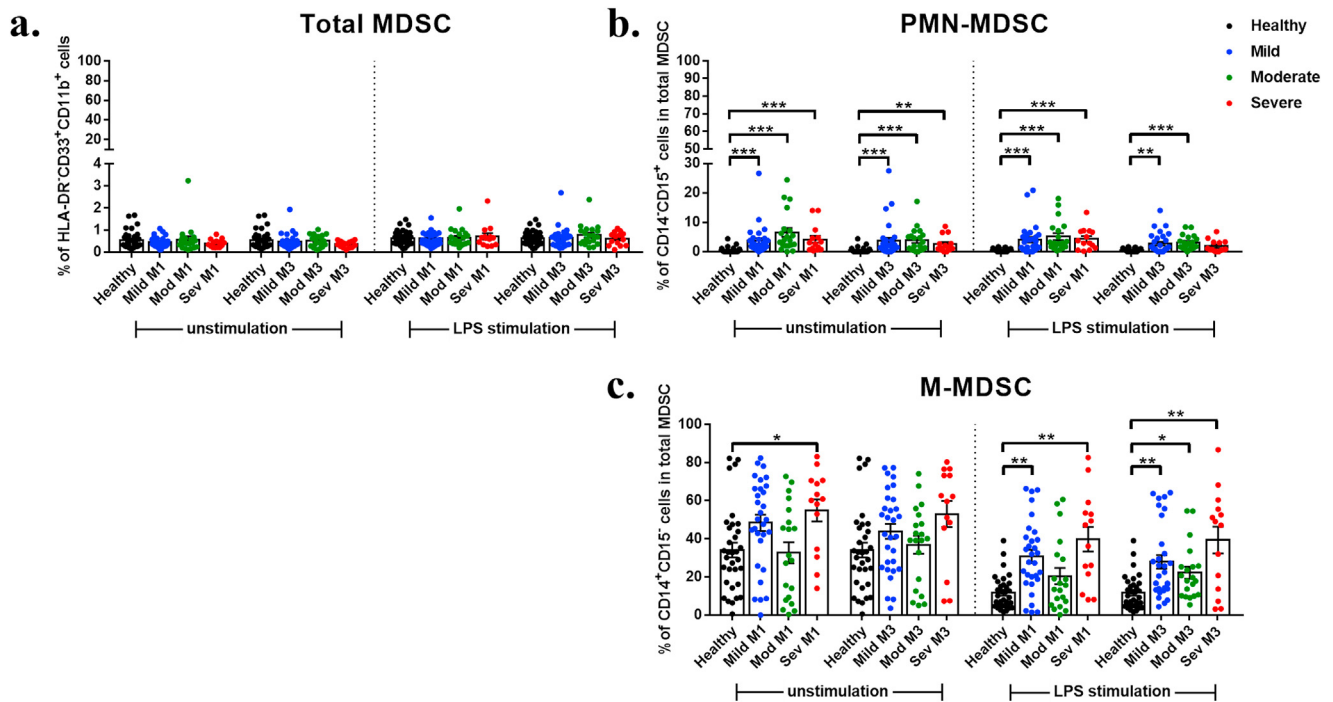 a.
Total MDSC
% of HLA-DR⁻CD33⁺CD11b⁺ cells
100
80
60
40
20
4
3
2
1
0
Healthy
Mild M1
Mod M1
Sev M1
Healthy
Mild M3
Mod M3
Sev M3
Healthy
Mild M1
Mod M1
Sev M1
Healthy
Mild M3
Mod M3
Sev M3
unstimulation
LPS stimulation
b.
PMN-MDSC
Healthy
Mild
Moderate
Severe
% of CD14⁻CD15⁺ cells in total MDSC
100
90
80
70
60
50
30
20
10
0
***
***
***
**
***
***
***
***
***
***
**
Healthy
Mild M1
Mod M1
Sev M1
Healthy
Mild M3
Mod M3
Sev M3
Healthy
Mild M1
Mod M1
Sev M1
Healthy
Mild M3
Mod M3
Sev M3
unstimulation
LPS stimulation
c.
M-MDSC
% of CD14⁺CD15⁻ cells in total MDSC
100
80
60
40
20
0
*
**
**
**
*
**
Healthy
Mild M1
Mod M1
Sev M1
Healthy
Mild M3
Mod M3
Sev M3
Healthy
Mild M1
Mod M1
Sev M1
Healthy
Mild M3
Mod M3
Sev M3
unstimulation
LPS stimulation